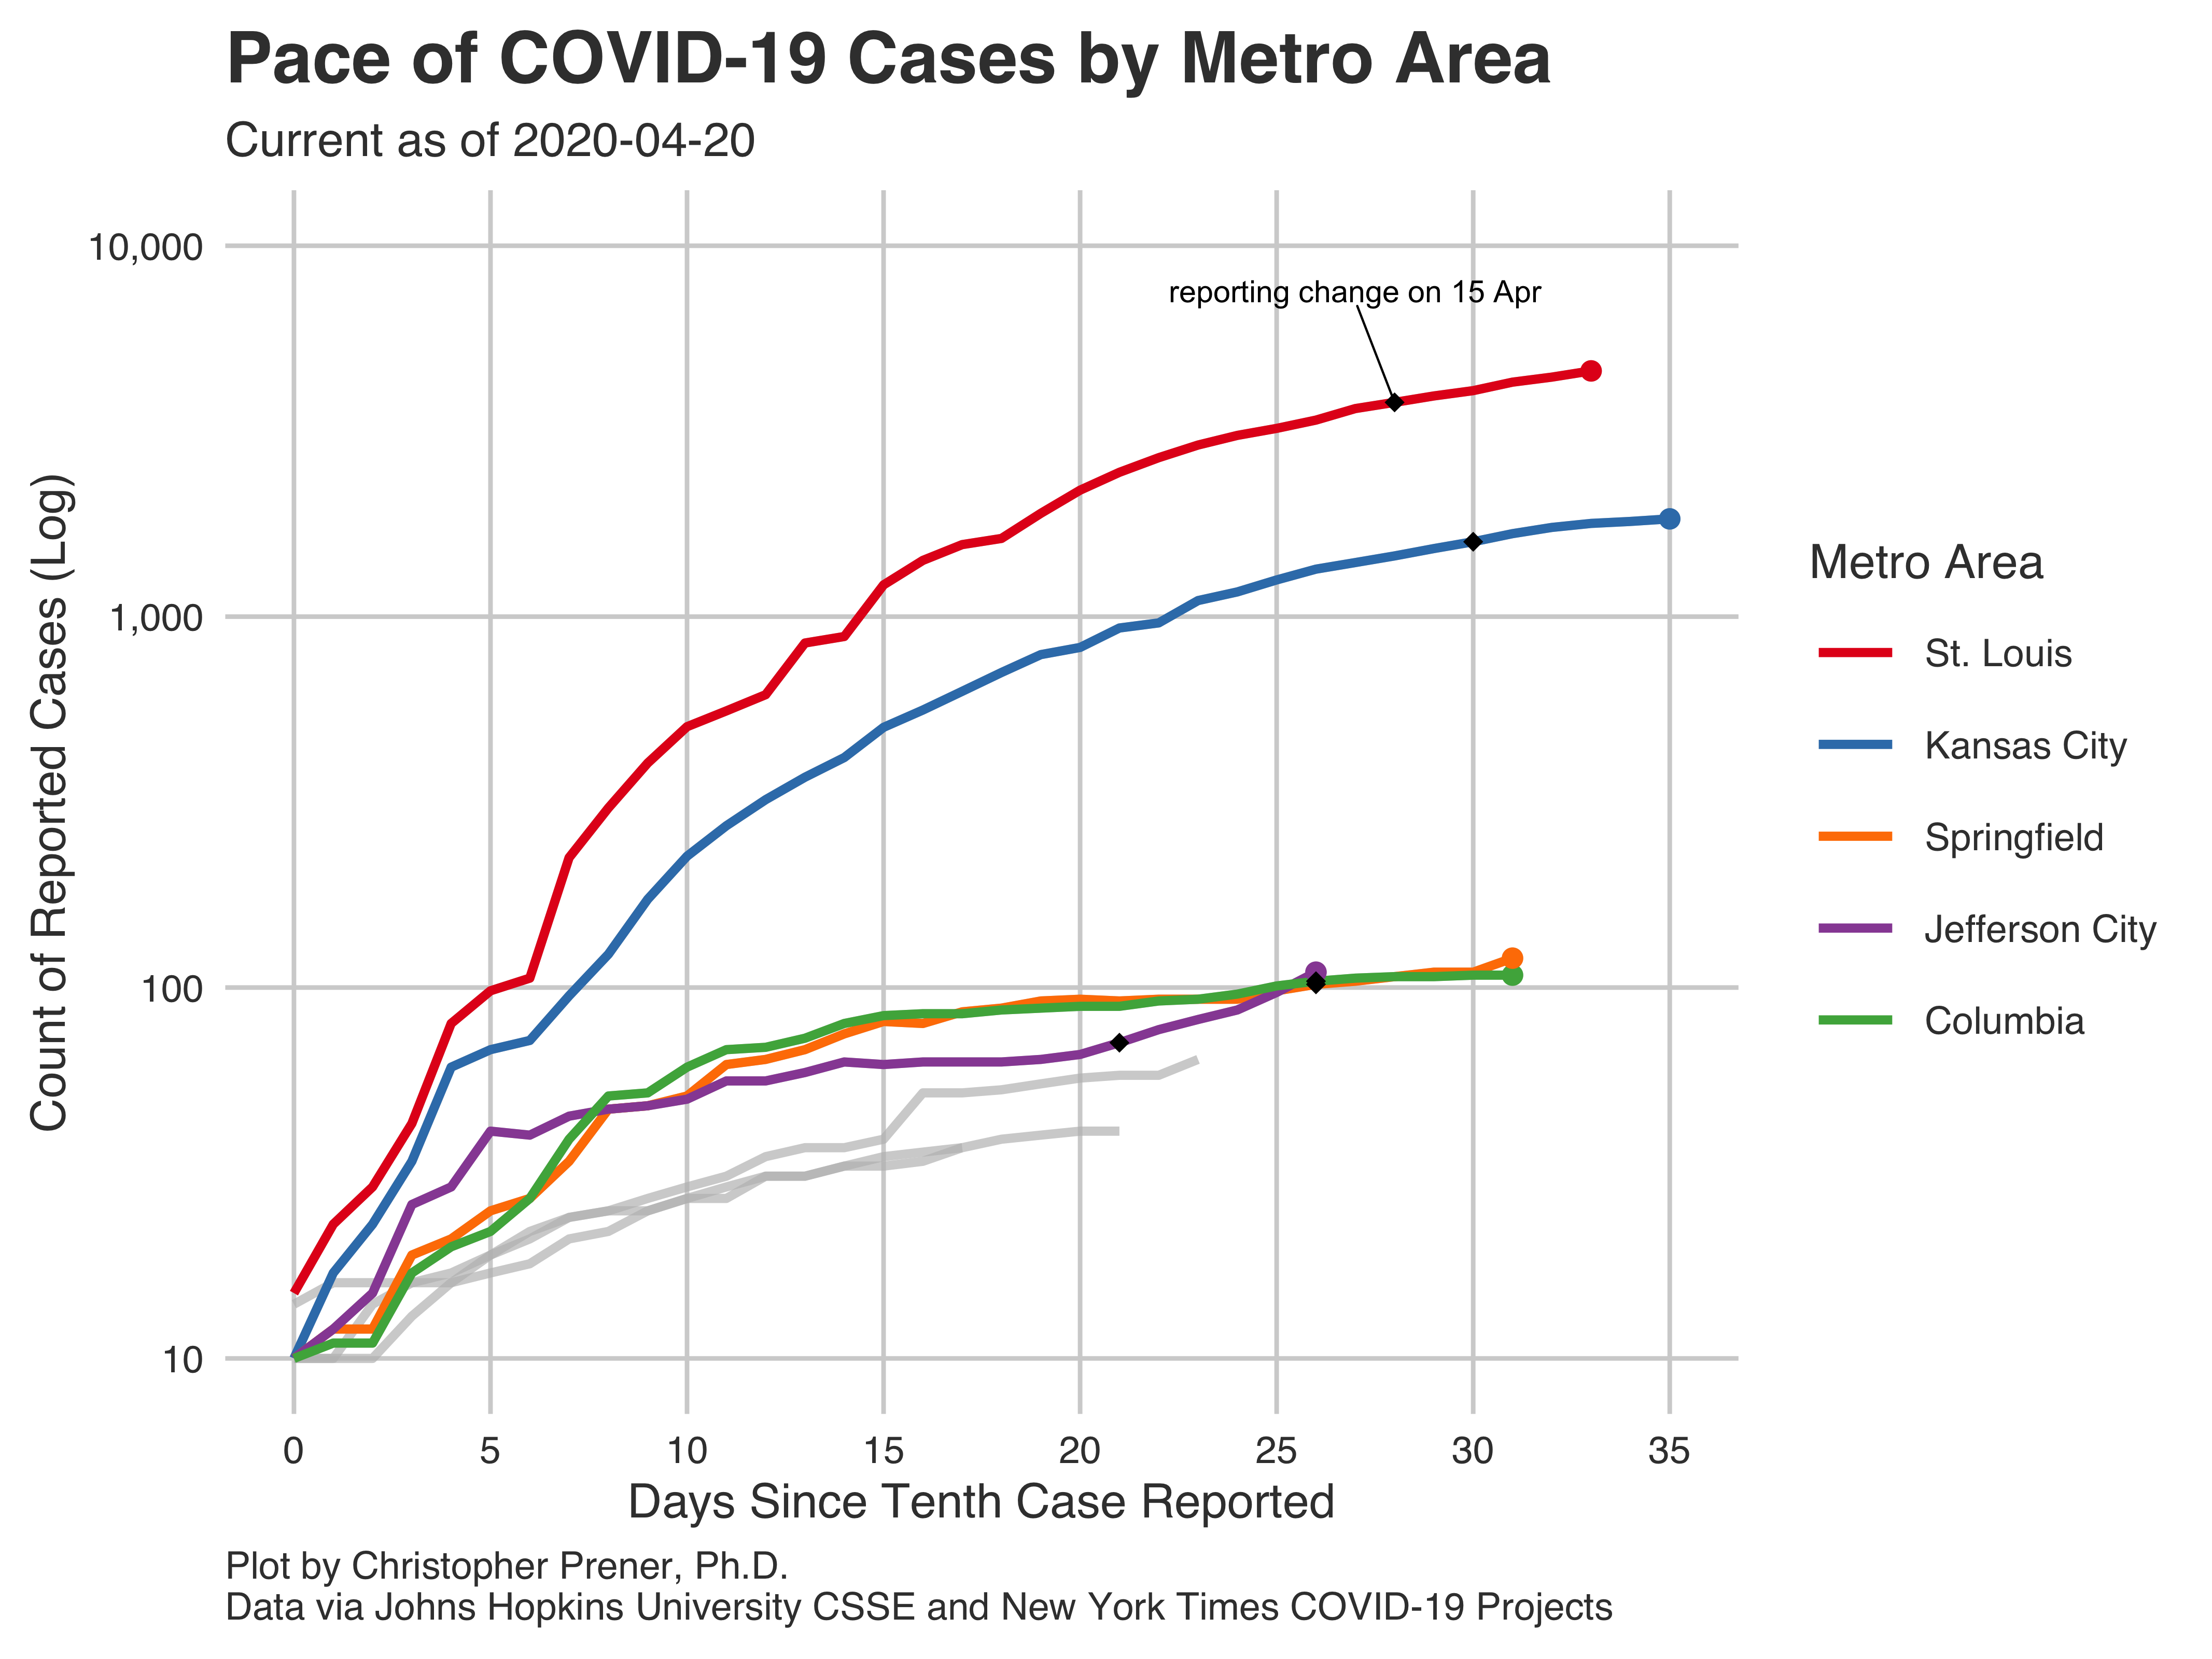 Pace of COVID-19 Cases by Metro Area
Current as of 2020-04-20
Count of Reported Cases (Log)
10,000
1,000
100
10
reporting change on 15 Apr
0 5 10 15 20 25 30 35
Days Since Tenth Case Reported
Metro Area
St. Louis
Kansas City
Springfield
Jefferson City
Columbia
Plot by Christopher Prener, Ph.D.
Data via Johns Hopkins University CSSE and New York Times COVID-19 Projects